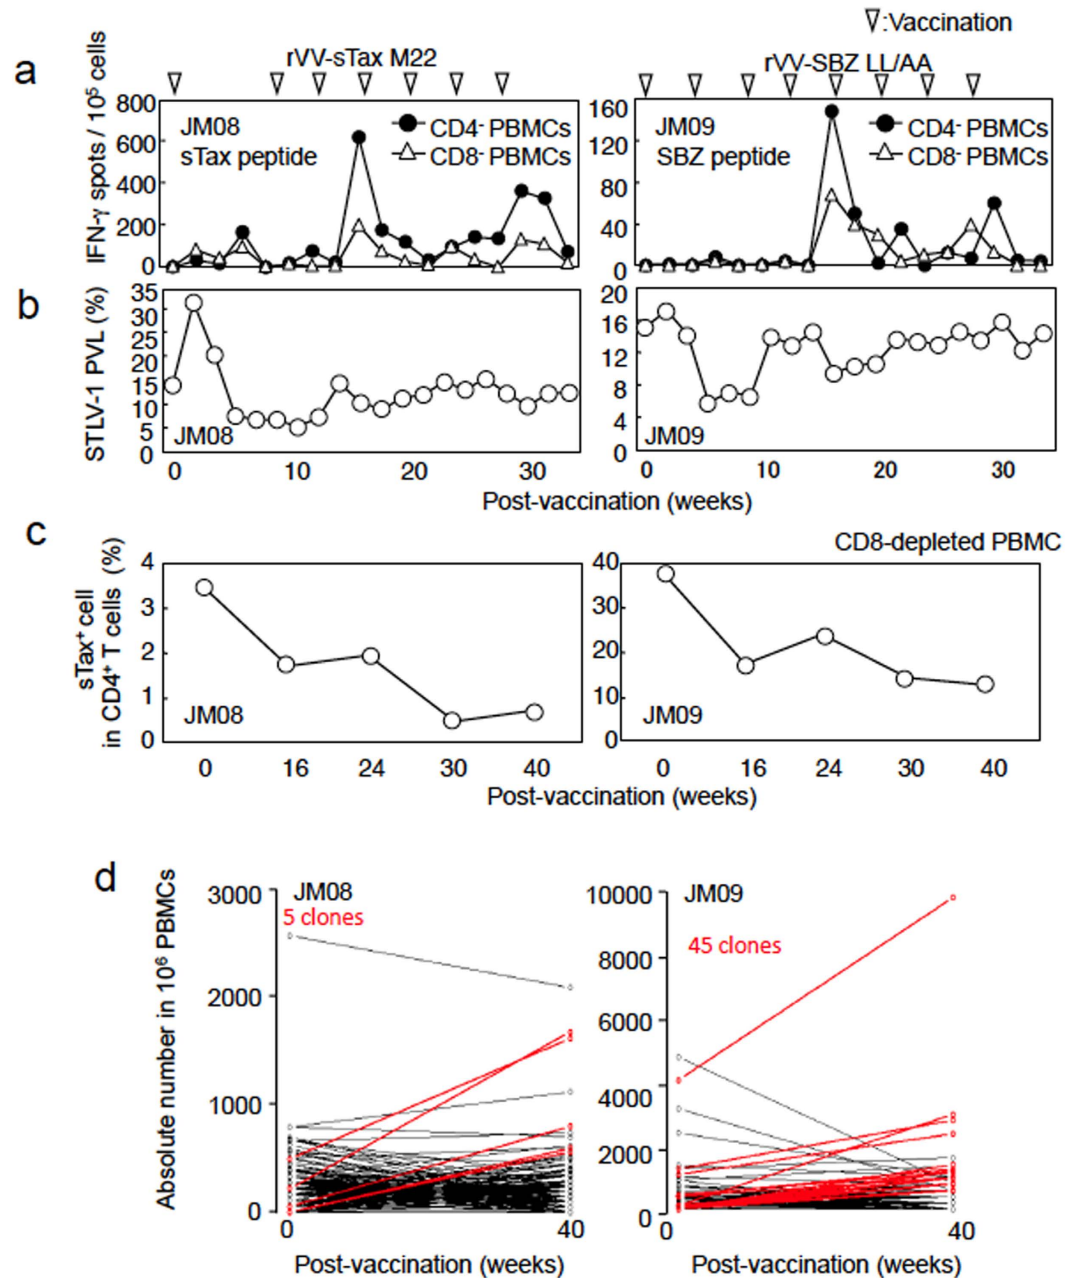 ▽:Vaccination
a
rVV-sTax M22
rVV-SBZ LL/AA
IFN-γ spots / 10⁵ cells
800
600
400
200
0
JM08
sTax peptide
CD4⁻ PBMCs
CD8⁻ PBMCs
160
120
80
40
0
JM09
SBZ peptide
CD4⁻ PBMCs
CD8⁻ PBMCs
b
STLV-1 PVL (%)
35
30
25
20
15
10
5
0
JM08
0 10 20 30
20
16
12
8
4
0
JM09
0 10 20 30
Post-vaccination (weeks)
c
CD8-depleted PBMC
sTax⁺ cell
in CD4⁺ T cells (%)
4
3
2
1
0
JM08
0 16 24 30 40
40
30
20
10
0
JM09
0 16 24 30 40
Post-vaccination (weeks)
d
Absolute number in 10⁶ PBMCs
3000
2000
1000
0
JM08
5 clones
0 40
Post-vaccination (weeks)
10000
8000
6000
4000
2000
0
JM09
45 clones
0 40
Post-vaccination (weeks)